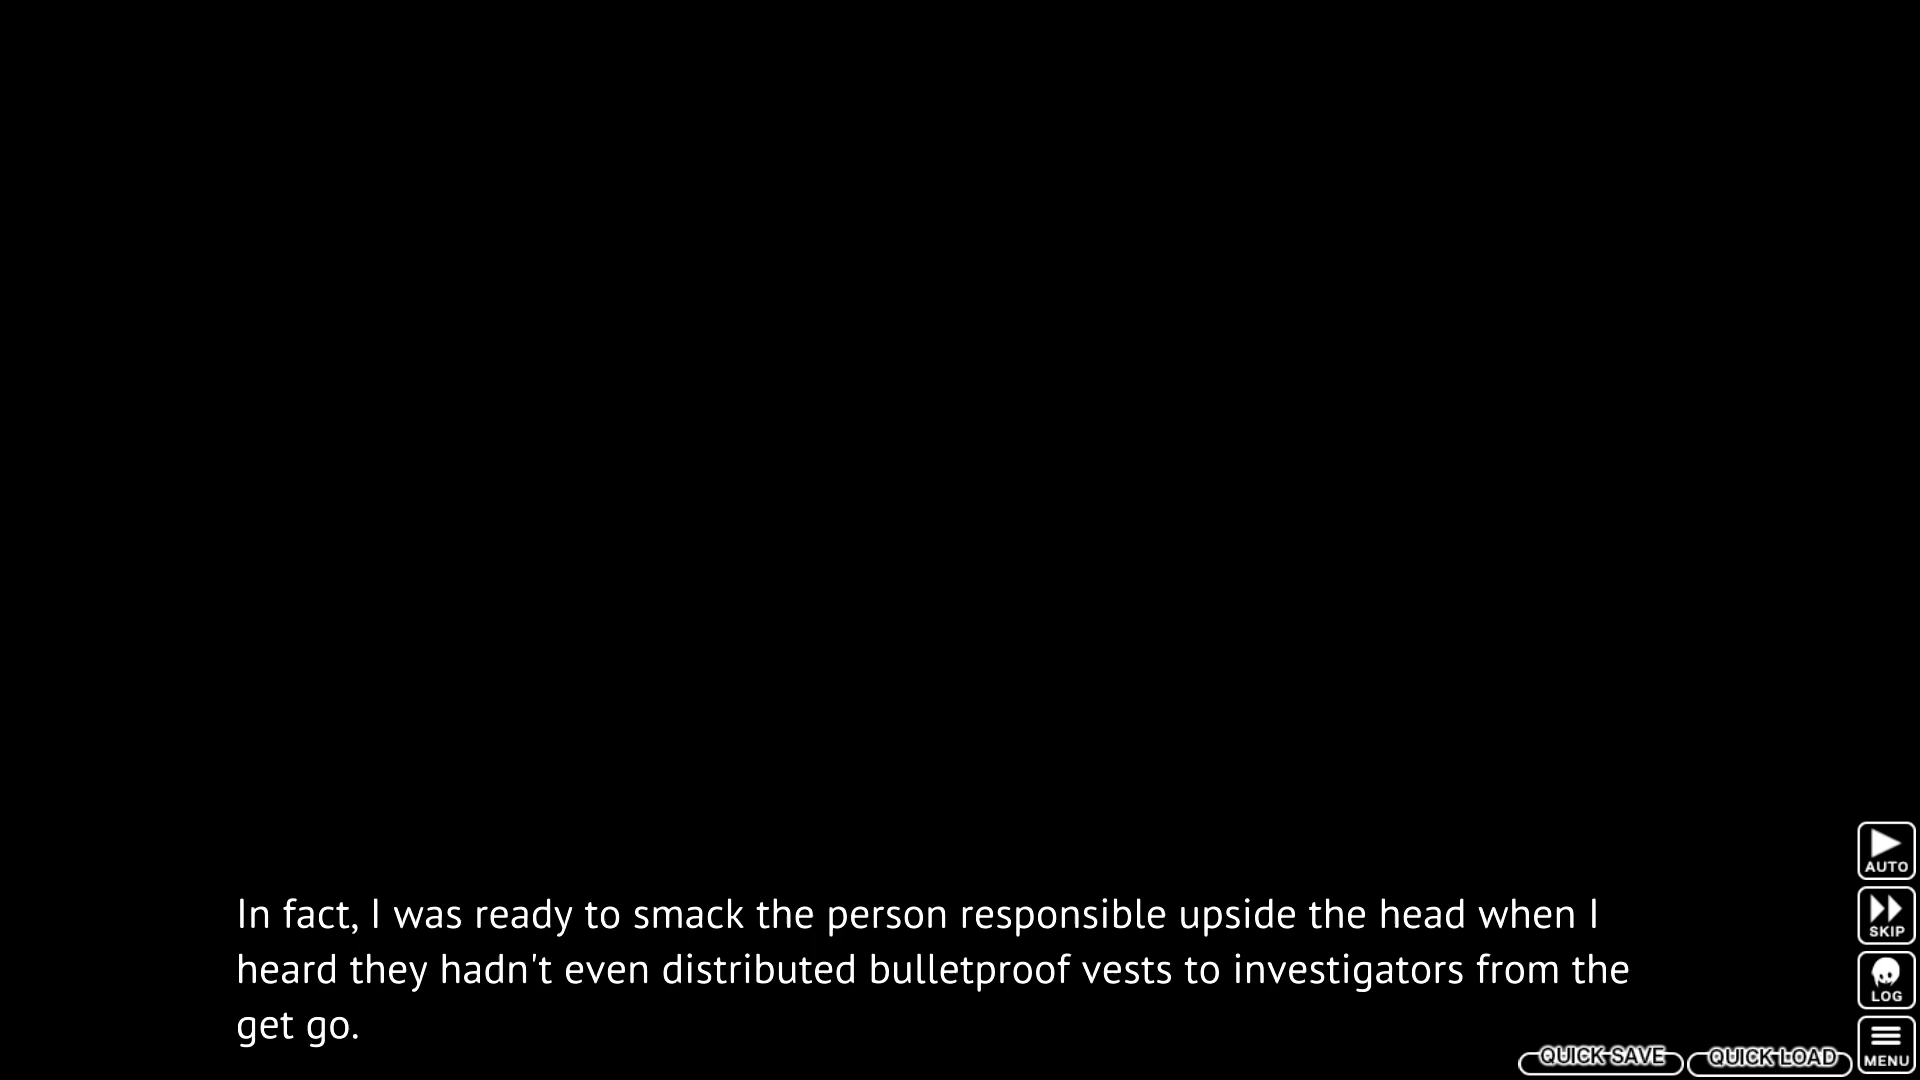 In fact, I was ready to smack the person responsible upside the head when I
heard they hadn't even distributed bulletproof vests to investigators from the
get go.
AUTO
SKIP
LOG
MENU
QUICK SAVE
QUICK LOAD